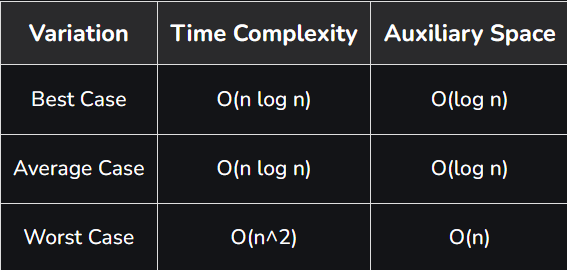 Variation Time Complexity Auxiliary Space
Best Case O(n log n) O(log n)
Average Case O(n log n) O(log n)
Worst Case O(n^2) O(n)